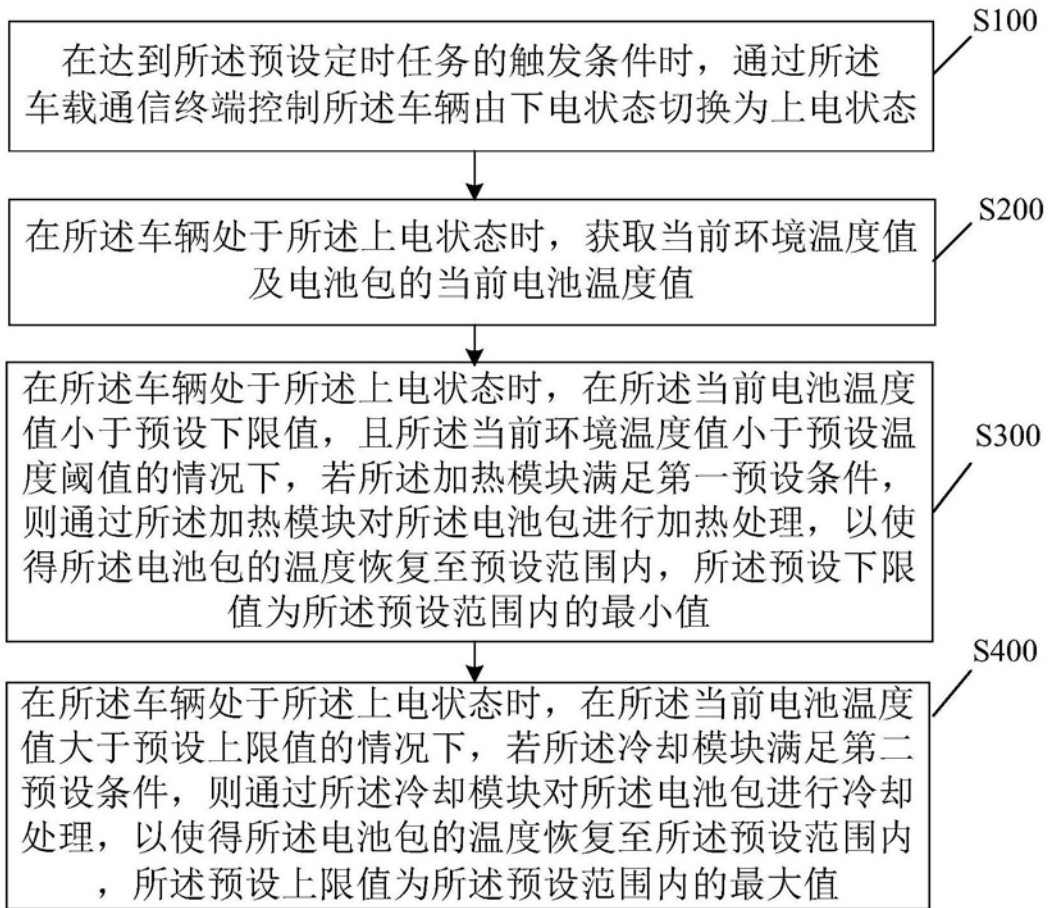 S100
在达到所述预设定时任务的触发条件时，通过所述
车载通信终端控制所述车辆由下电状态切换为上电状态
S200
在所述车辆处于所述上电状态时，获取当前环境温度值
及电池包的当前电池温度值
S300
在所述车辆处于所述上电状态时，在所述当前电池温度
值小于预设下限值，且所述当前环境温度值小于预设温
度阈值的情况下，若所述加热模块满足第一预设条件，
则通过所述加热模块对所述电池包进行加热处理，以使
得所述电池包的温度恢复至预设范围内，所述预设下限
值为所述预设范围内的最小值
S400
在所述车辆处于所述上电状态时，在所述当前电池温度
值大于预设上限值的情况下，若所述冷却模块满足第二
预设条件，则通过所述冷却模块对所述电池包进行冷却
处理，以使得所述电池包的温度恢复至所述预设范围内
，所述预设上限值为所述预设范围内的最大值